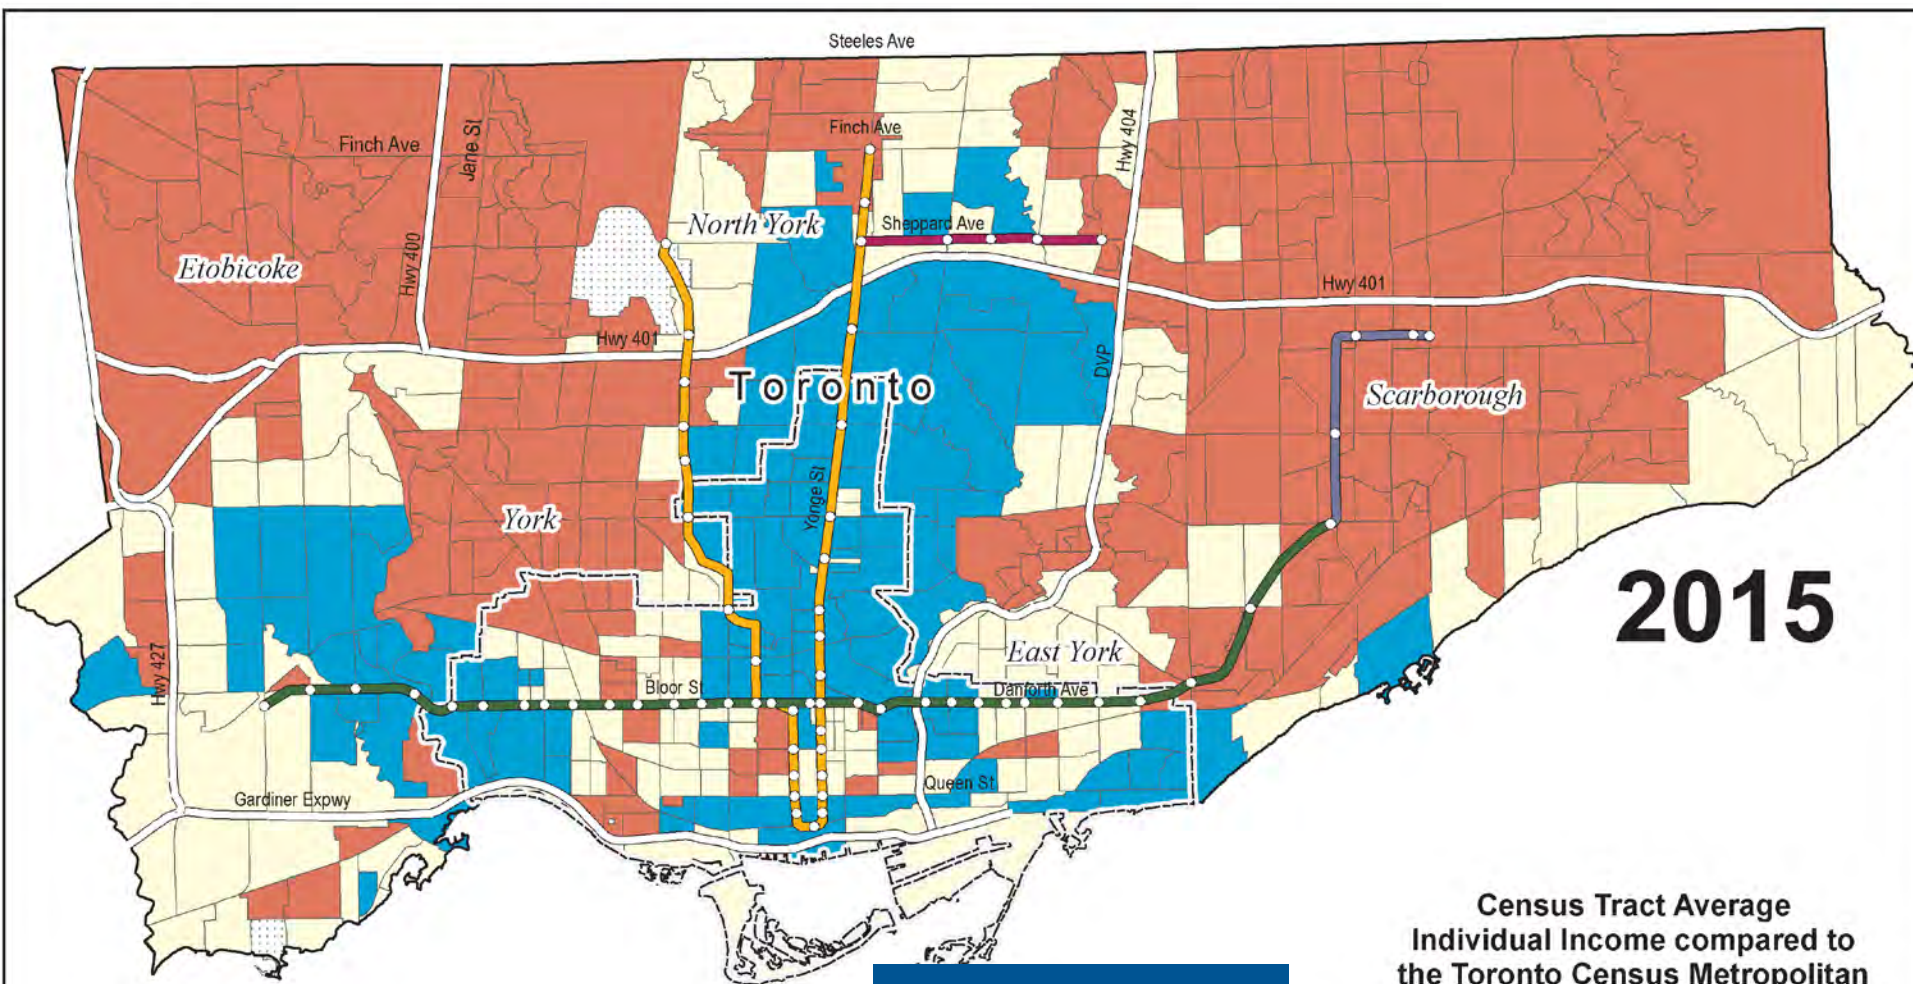 Steeles Ave
Finch Ave
Finch Ave
Jane St
Hwy 404
North York
Sheppard Ave
Etobicoke
Hwy 400
Hwy 401
Hwy 401
DVP
Toronto
Scarborough
Yonge St
York
2015
East York
Hwy 427
Bloor St
Danforth Ave
Queen St
Gardiner Expwy
Census Tract Average
Individual Income compared to
the Toronto Census Metropolitan